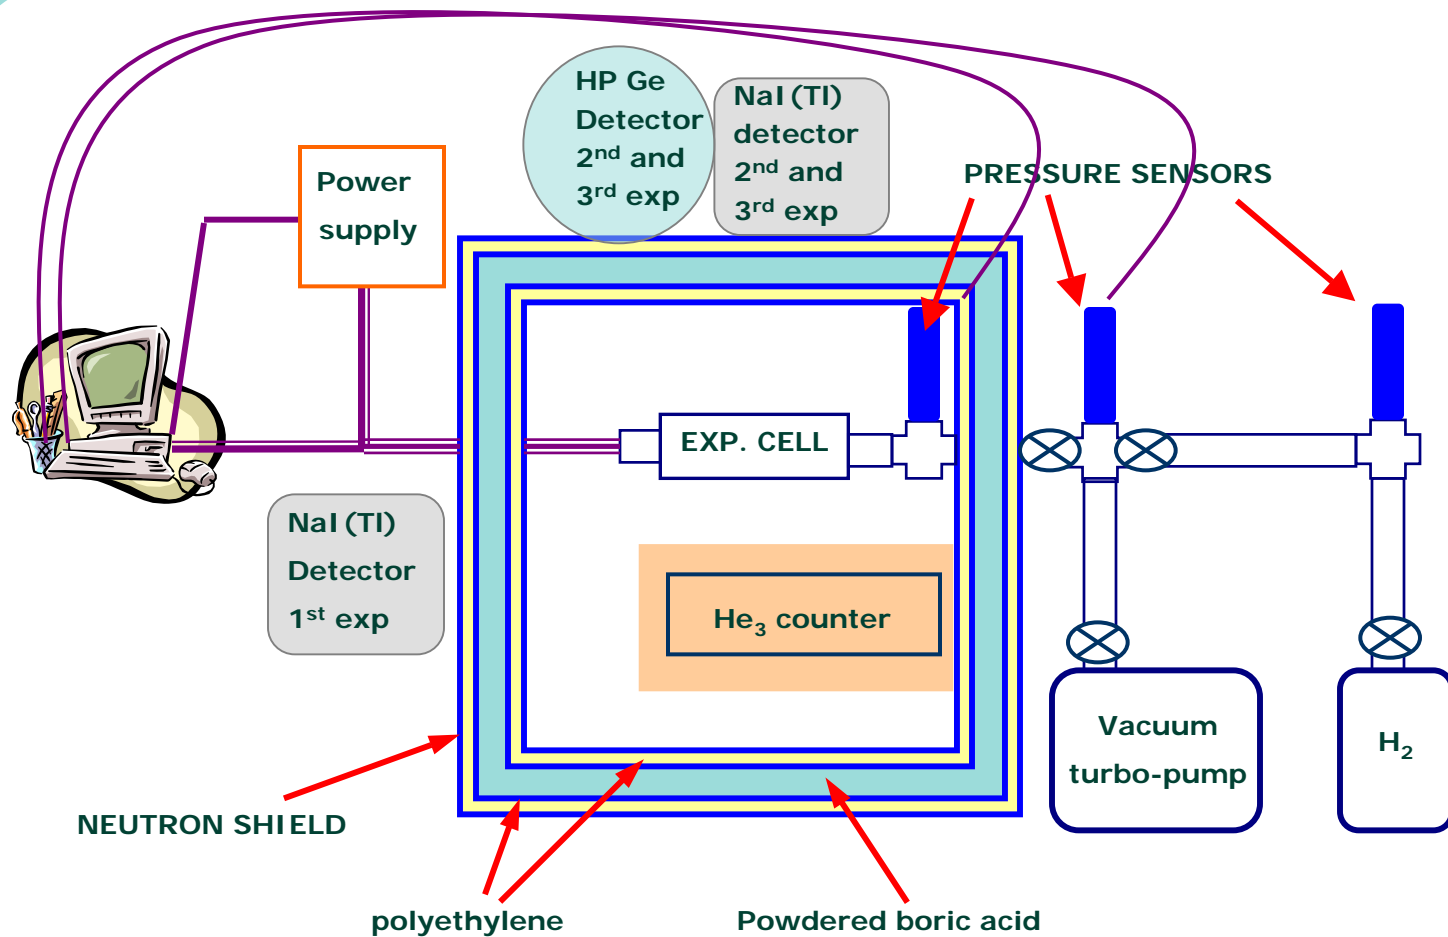 HP Ge
Detector
2nd and
3rd exp
NaI (Tl)
detector
2nd and
3rd exp
PRESSURE SENSORS
Power
supply
EXP. CELL
NaI (Tl)
Detector
1st exp
He3 counter
Vacuum
turbo-pump
H2
NEUTRON SHIELD
polyethylene
Powdered boric acid